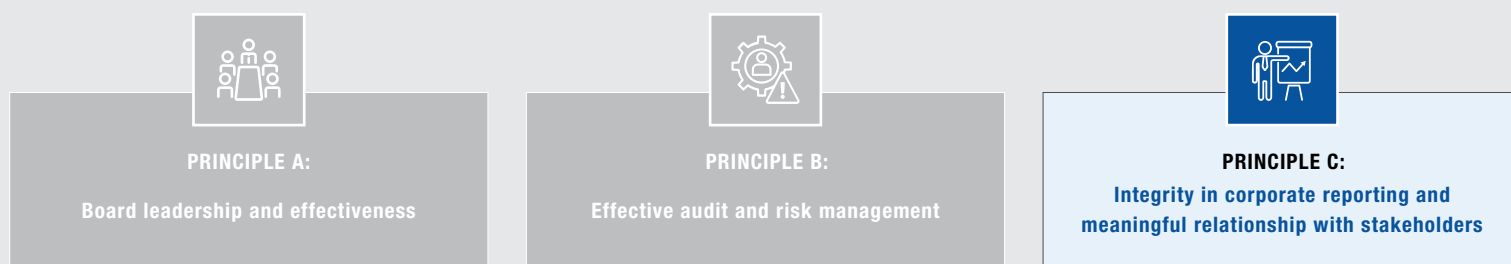 PRINCIPLE A:
Board leadership and effectiveness
PRINCIPLE B:
Effective audit and risk management
PRINCIPLE C:
Integrity in corporate reporting and
meaningful relationship with stakeholders